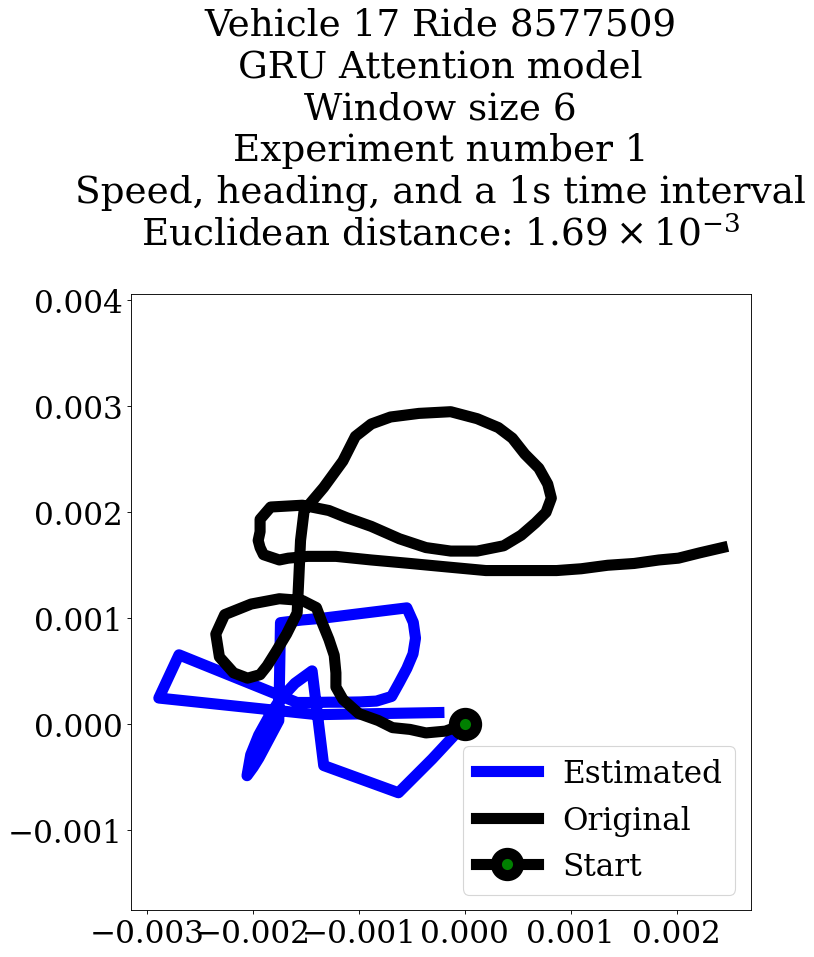 Vehicle 17 Ride 8577509
GRU Attention model
Window size 6
Experiment number 1
Speed, heading, and a 1s time interval
Euclidean distance: 1.69 × 10⁻³
0.004
0.003
0.002
0.001
0.000
−0.001
Estimated
Original
Start
−0.003 −0.002 −0.001 0.000 0.001 0.002